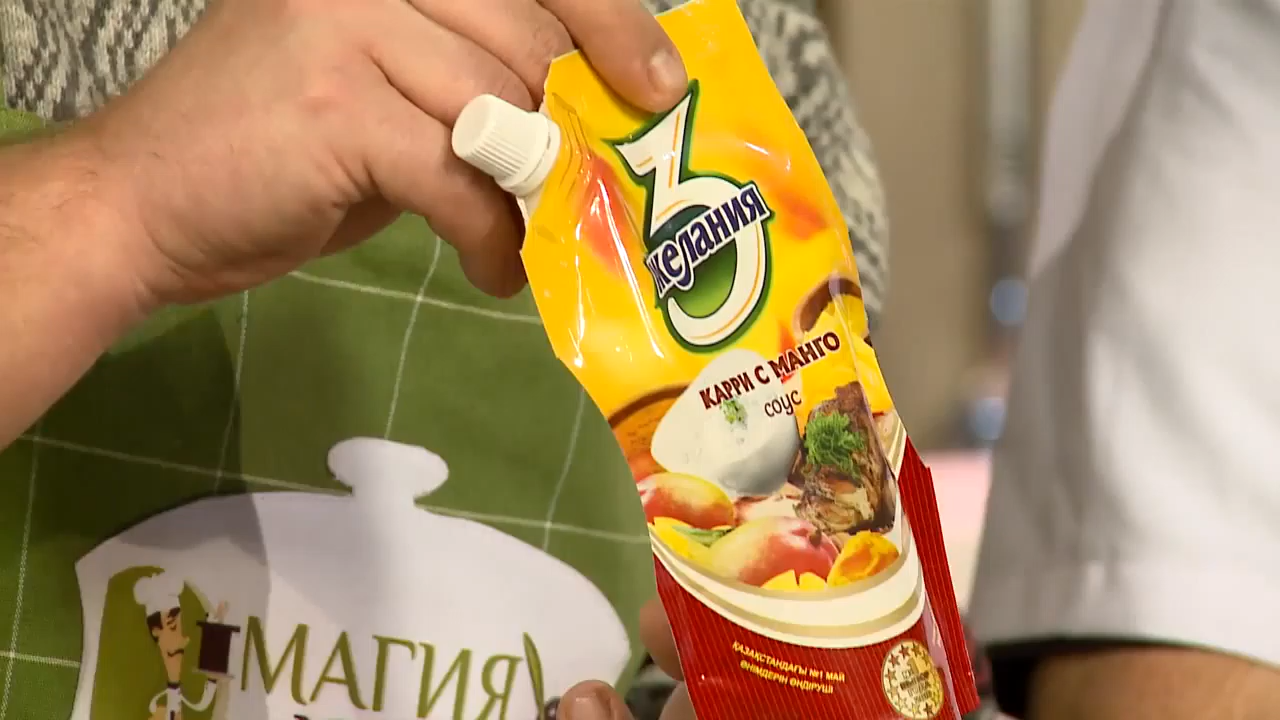 3
желания
КАРРИ С МАНГО
соус
ҚАЗАҚСТАНДАҒЫ №1 МАЙ
ӨНІМДЕРІН ӨНДІРУШІ
МАГИЯ